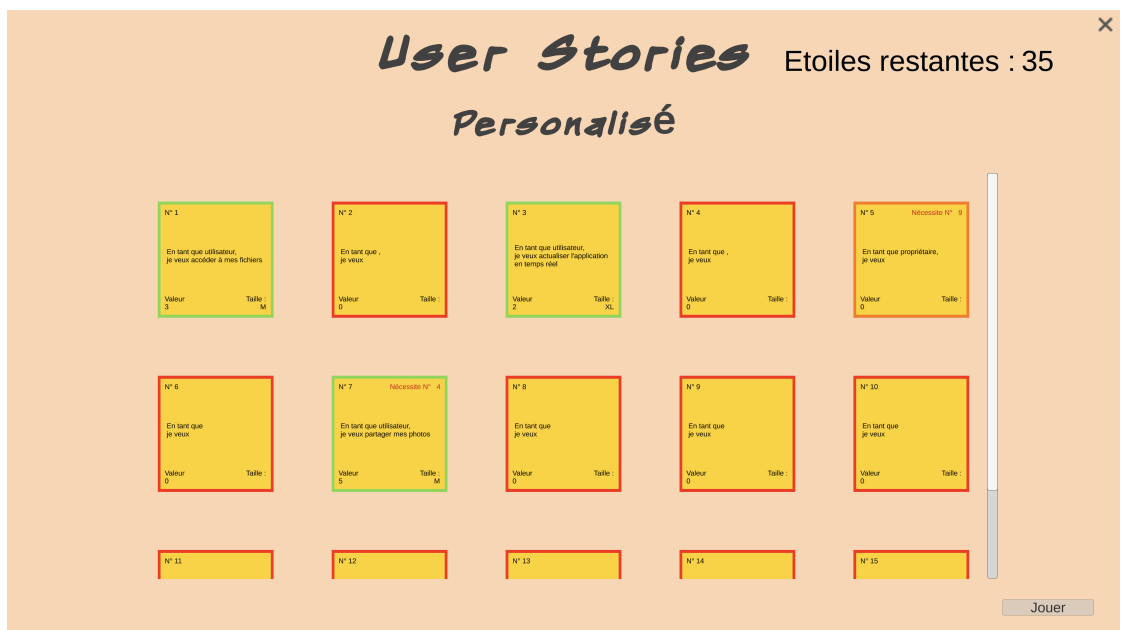 User Stories
Etoiles restantes : 35
Personalisé
N° 1
En tant que utilisateur,
je veux accéder à mes fichiers
Valeur Taille :
3 M
N° 2
En tant que ,
je veux
Valeur Taille :
0
N° 3
En tant que utilisateur,
je veux actualiser l'application
en temps réel
Valeur Taille :
2 XL
N° 4
En tant que ,
je veux
Valeur Taille :
0
N° 5 Nécessite N° 9
En tant que propriétaire,
je veux
Valeur Taille :
0
N° 6
En tant que
je veux
Valeur Taille :
0
N° 7 Nécessite N° 4
En tant que utilisateur,
je veux partager mes photos
Valeur Taille :
5 M
N° 8
En tant que
je veux
Valeur Taille :
0
N° 9
En tant que
je veux
Valeur Taille :
0
N° 10
En tant que
je veux
Valeur Taille :
0
N° 11
N° 12
N° 13
N° 14
N° 15
Jouer